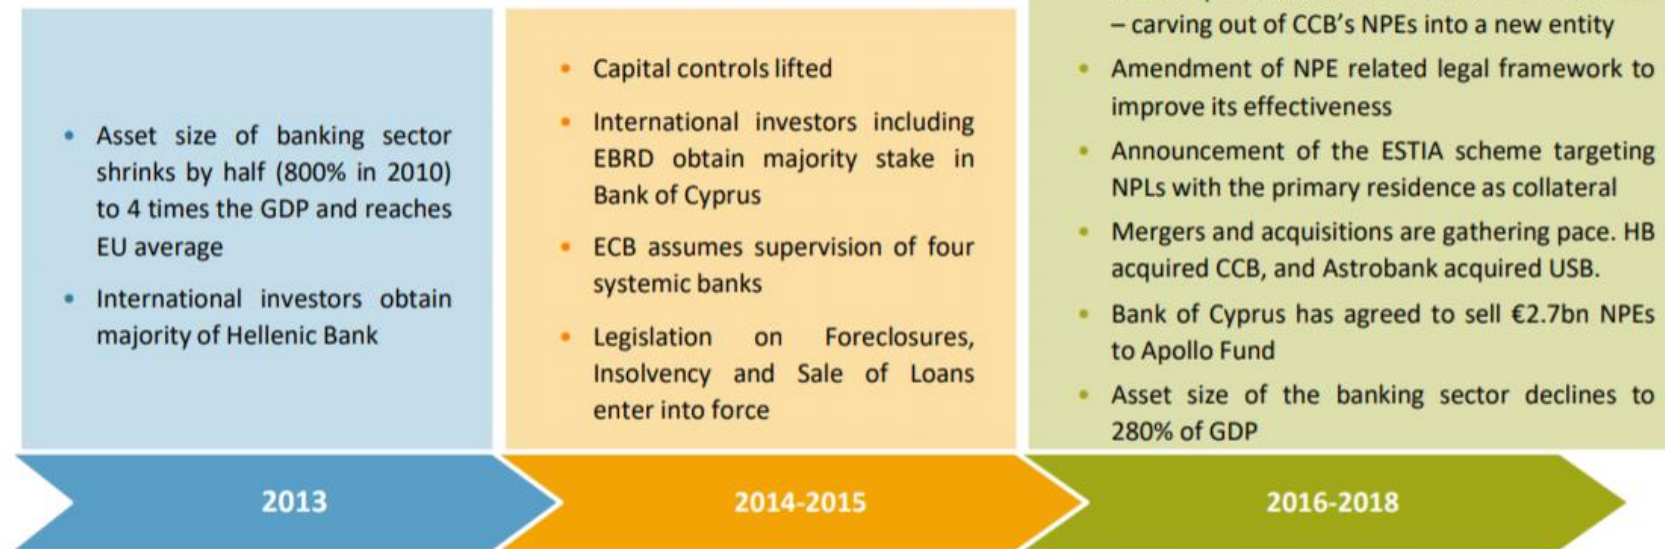 • Asset size of banking sector
shrinks by half (800% in 2010)
to 4 times the GDP and reaches
EU average
• International investors obtain
majority of Hellenic Bank
• Capital controls lifted
• International investors including
EBRD obtain majority stake in
Bank of Cyprus
• ECB assumes supervision of four
systemic banks
• Legislation on Foreclosures,
Insolvency and Sale of Loans
enter into force
– carving out of CCB’s NPEs into a new entity
• Amendment of NPE related legal framework to
improve its effectiveness
• Announcement of the ESTIA scheme targeting
NPLs with the primary residence as collateral
• Mergers and acquisitions are gathering pace. HB
acquired CCB, and Astrobank acquired USB.
• Bank of Cyprus has agreed to sell €2.7bn NPEs
to Apollo Fund
• Asset size of the banking sector declines to
280% of GDP
2013
2014-2015
2016-2018